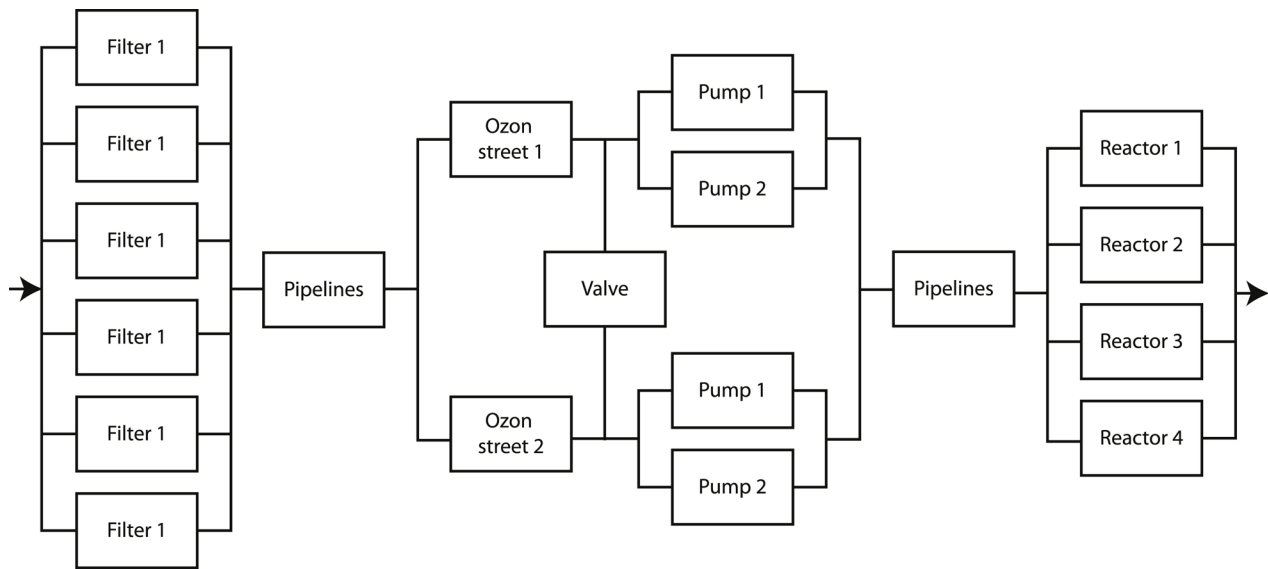 Filter 1
Filter 1
Filter 1
Filter 1
Filter 1
Filter 1
Pipelines
Ozon
street 1
Ozon
street 2
Valve
Pump 1
Pump 2
Pump 1
Pump 2
Pipelines
Reactor 1
Reactor 2
Reactor 3
Reactor 4